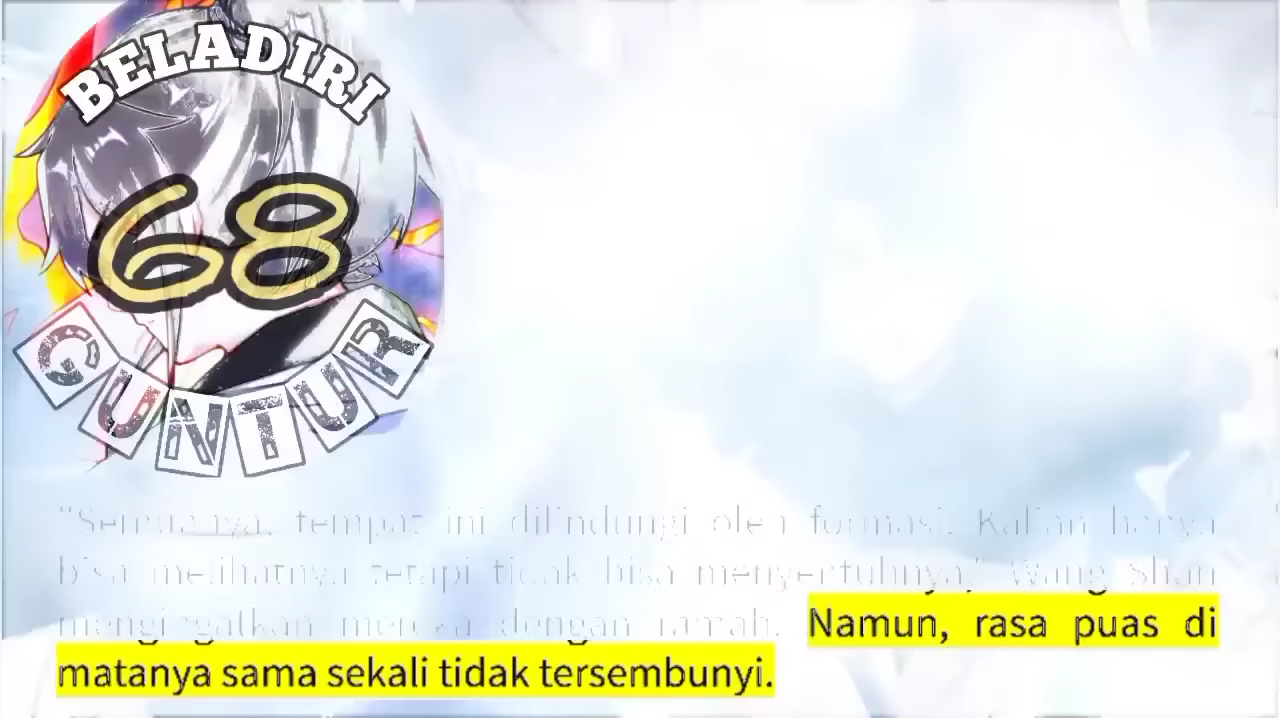 BELADIRI
68
GUNTUR
"Semuanya, tempat ini dilindungi oleh formasi. Kalian hanya
bisa melihatnya tetapi tidak bisa menyentuhnya," Wang Shan
mengingatkan mereka dengan ramah. Namun, rasa puas di
matanya sama sekali tidak tersembunyi.